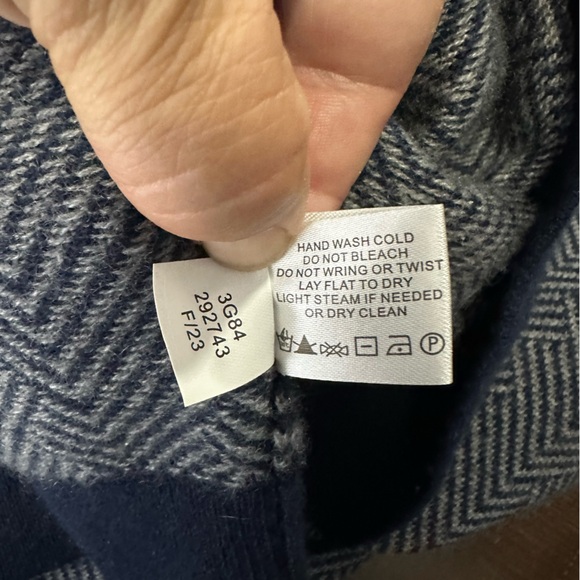 3G84
292743
F/23
HAND WASH COLD
DO NOT BLEACH
DO NOT WRING OR TWIST
LAY FLAT TO DRY
LIGHT STEAM IF NEEDED
OR DRY CLEAN
P